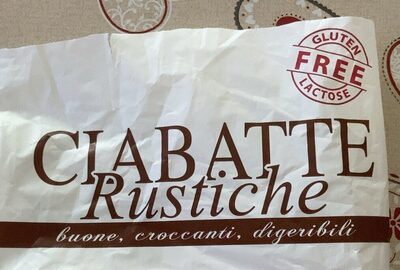 GLUTEN
FREE
LACTOSE
CIABATTE
Rustiche
buone, croccanti, digeribili